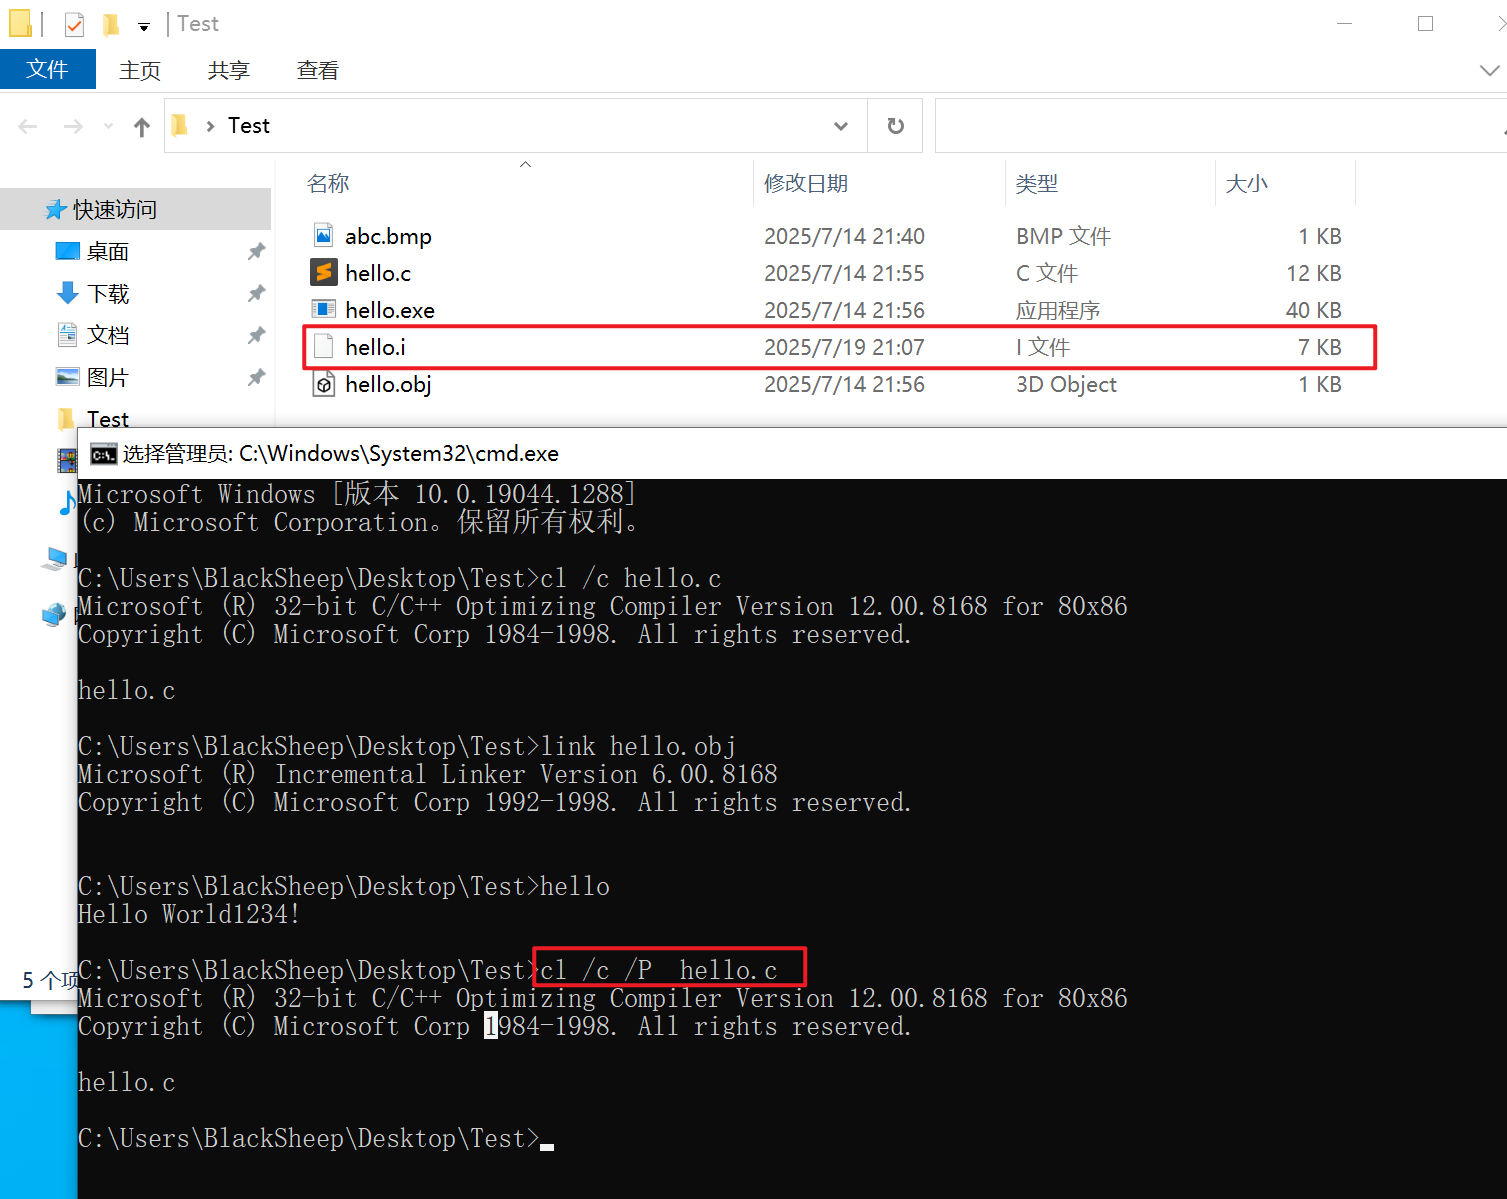 Test
文件 主页 共享 查看
Test
名称 修改日期 类型 大小
快速访问
桌面
下载
文档
图片
Test
abc.bmp 2025/7/14 21:40 BMP 文件 1 KB
hello.c 2025/7/14 21:55 C 文件 12 KB
hello.exe 2025/7/14 21:56 应用程序 40 KB
hello.i 2025/7/19 21:07 I 文件 7 KB
hello.obj 2025/7/14 21:56 3D Object 1 KB
5 个项
选择管理员: C:\Windows\System32\cmd.exe
Microsoft Windows [版本 10.0.19044.1288]
(c) Microsoft Corporation。保留所有权利。
C:\Users\BlackSheep\Desktop\Test>cl /c hello.c
Microsoft (R) 32-bit C/C++ Optimizing Compiler Version 12.00.8168 for 80x86
Copyright (C) Microsoft Corp 1984-1998. All rights reserved.
hello.c
C:\Users\BlackSheep\Desktop\Test>link hello.obj
Microsoft (R) Incremental Linker Version 6.00.8168
Copyright (C) Microsoft Corp 1992-1998. All rights reserved.
C:\Users\BlackSheep\Desktop\Test>hello
Hello World1234!
C:\Users\BlackSheep\Desktop\Test>cl /c /P  hello.c
Microsoft (R) 32-bit C/C++ Optimizing Compiler Version 12.00.8168 for 80x86
Copyright (C) Microsoft Corp 1984-1998. All rights reserved.
hello.c
C:\Users\BlackSheep\Desktop\Test>